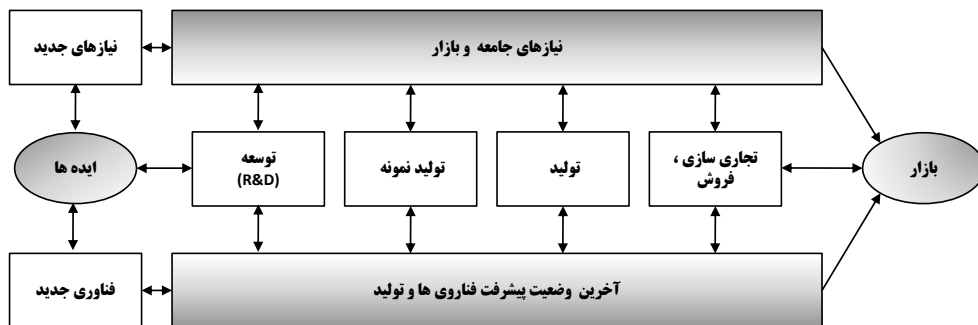 نیازهای جدید
نیازهای جامعه و بازار
ایده ها
توسعه
(R&D)
تولید نمونه
تولید
تجاری سازی ،
فروش
بازار
فناوری جدید
آخرین وضعیت پیشرفت فناروی ها و تولید